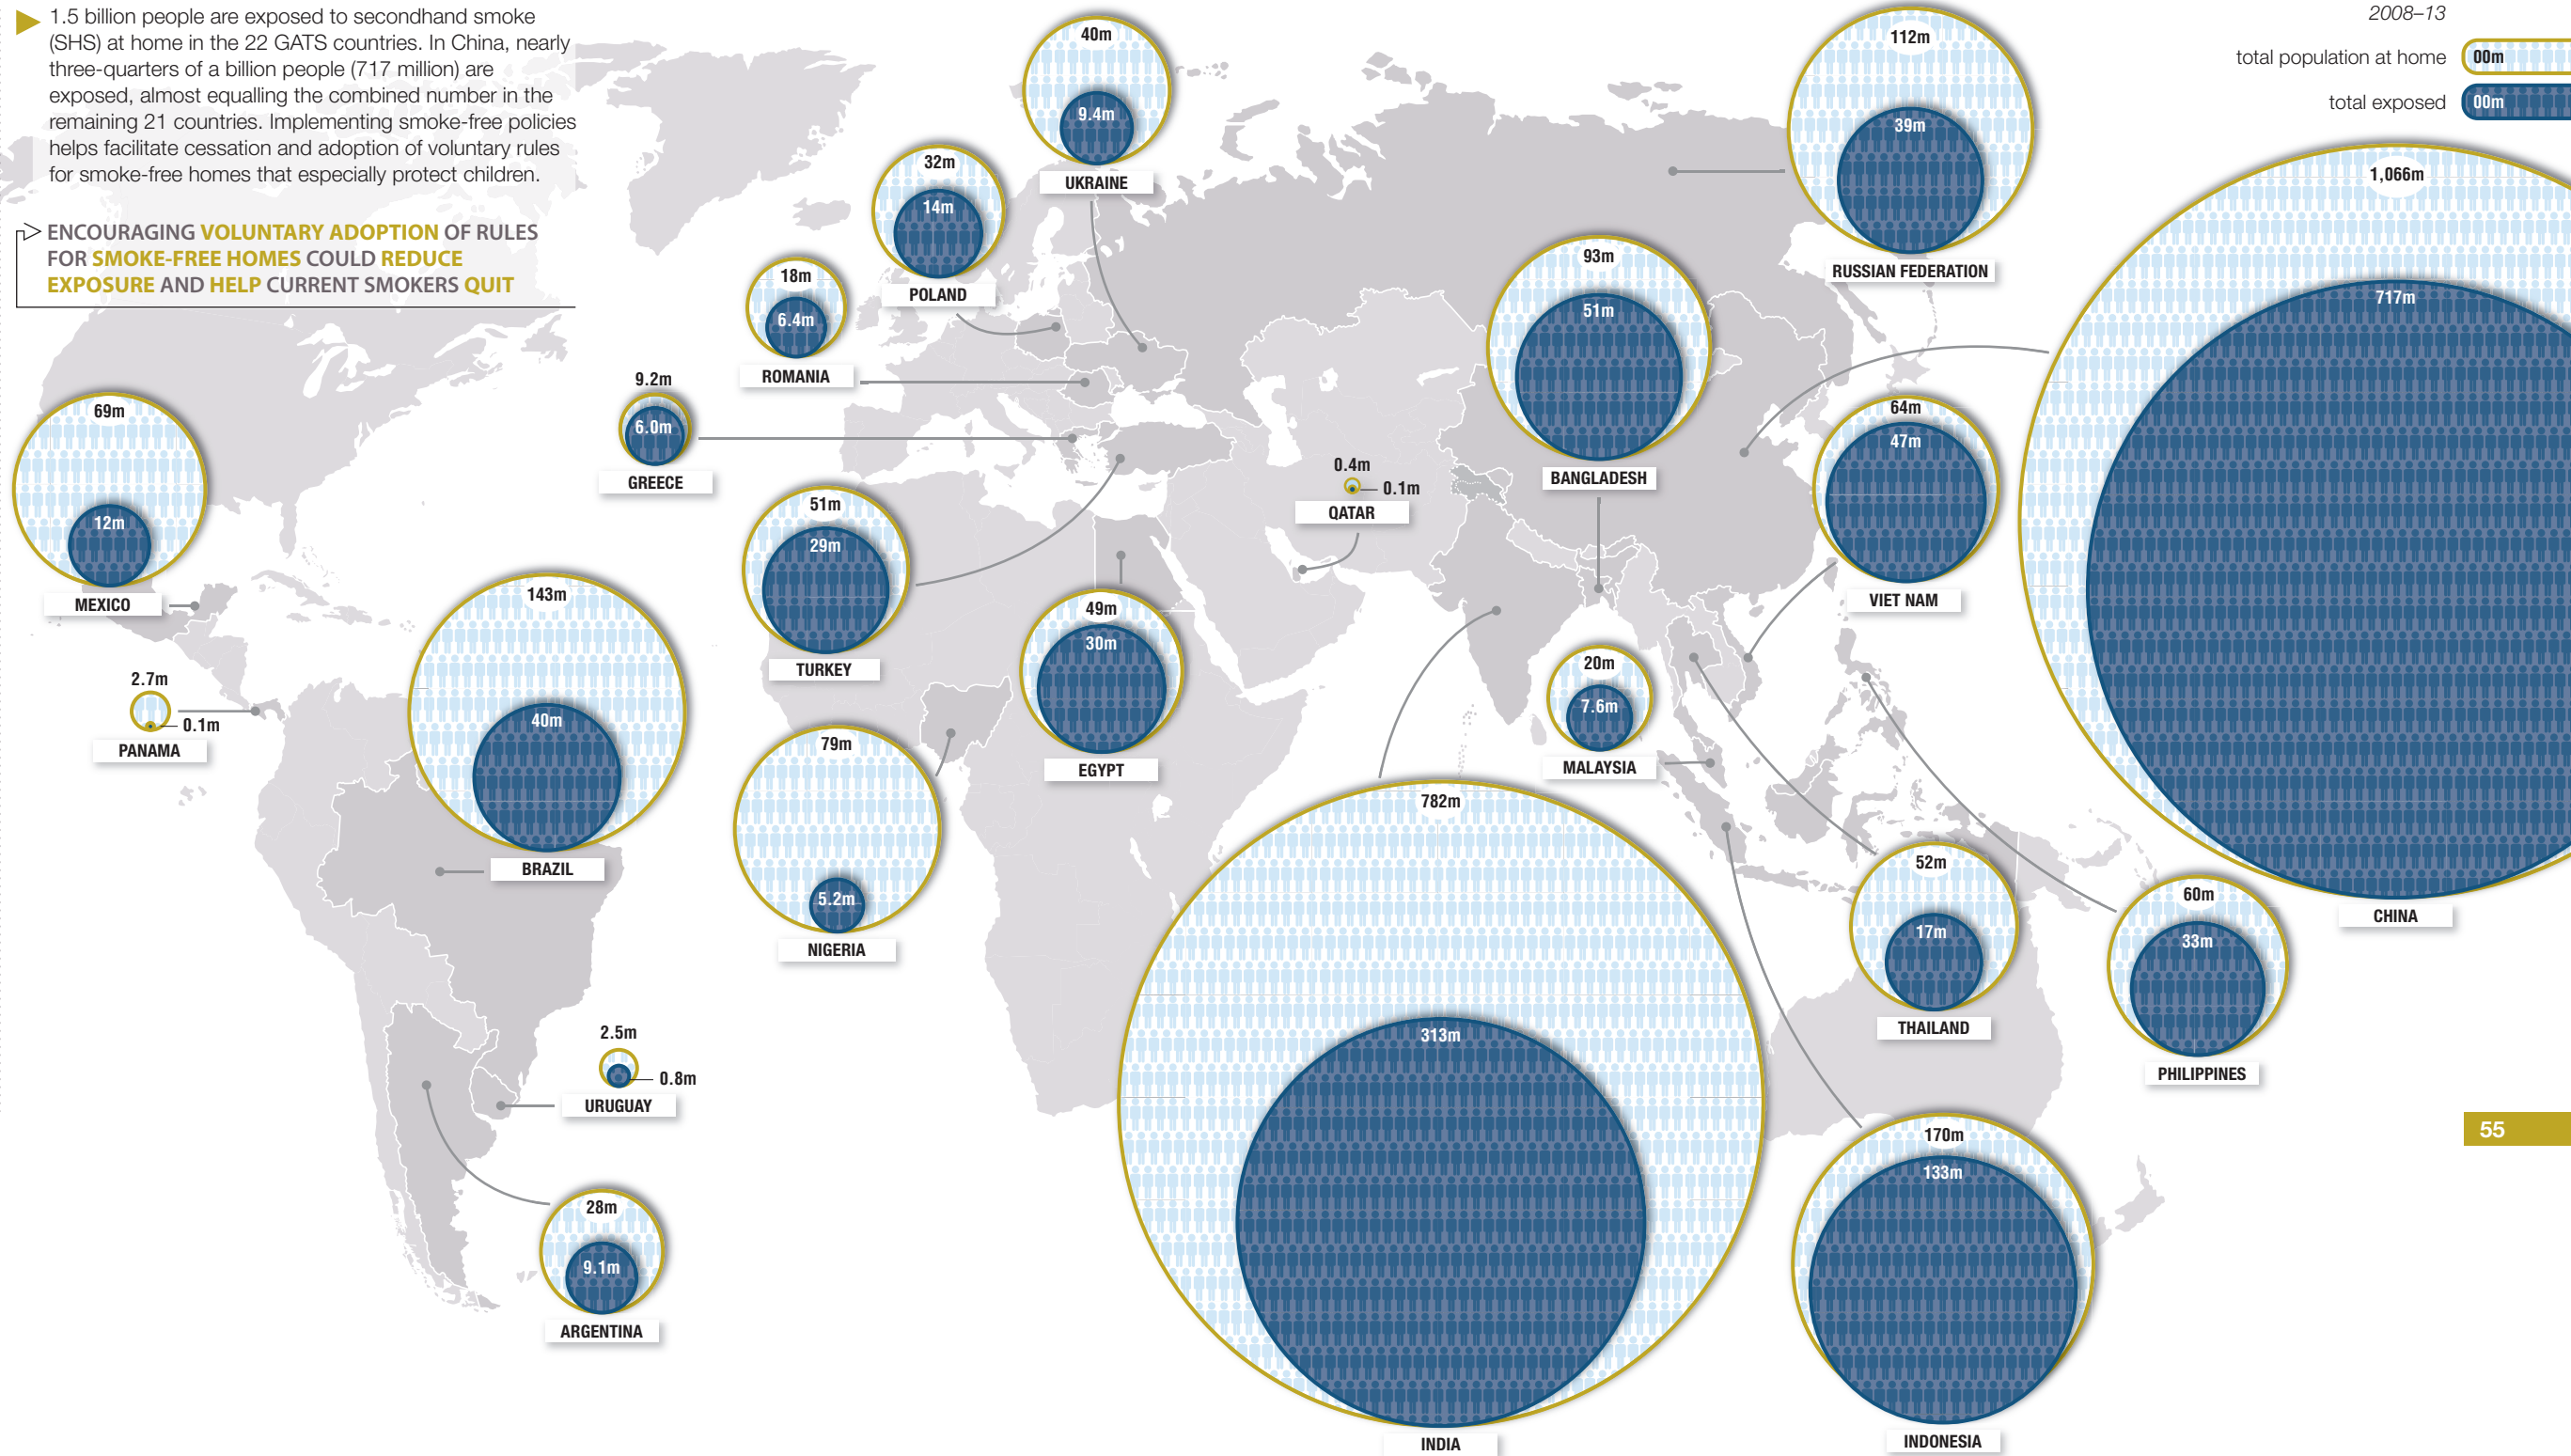 1.5 billion people are exposed to secondhand smoke
(SHS) at home in the 22 GATS countries. In China, nearly
three-quarters of a billion people (717 million) are
exposed, almost equalling the combined number in the
remaining 21 countries. Implementing smoke-free policies
helps facilitate cessation and adoption of voluntary rules
for smoke-free homes that especially protect children.
ENCOURAGING VOLUNTARY ADOPTION OF RULES
FOR SMOKE-FREE HOMES COULD REDUCE
EXPOSURE AND HELP CURRENT SMOKERS QUIT
2008–13
total population at home 00m
total exposed 00m
40m
9.4m
UKRAINE
112m
39m
RUSSIAN FEDERATION
32m
14m
POLAND
1,066m
717m
CHINA
18m
6.4m
ROMANIA
93m
51m
BANGLADESH
9.2m
6.0m
GREECE
69m
12m
MEXICO
64m
47m
VIET NAM
0.4m
0.1m
QATAR
51m
29m
TURKEY
143m
40m
BRAZIL
49m
30m
EGYPT
2.7m
0.1m
PANAMA
20m
7.6m
MALAYSIA
79m
5.2m
NIGERIA
782m
313m
INDIA
52m
17m
THAILAND
60m
33m
PHILIPPINES
2.5m
0.8m
URUGUAY
170m
133m
INDONESIA
28m
9.1m
ARGENTINA
55